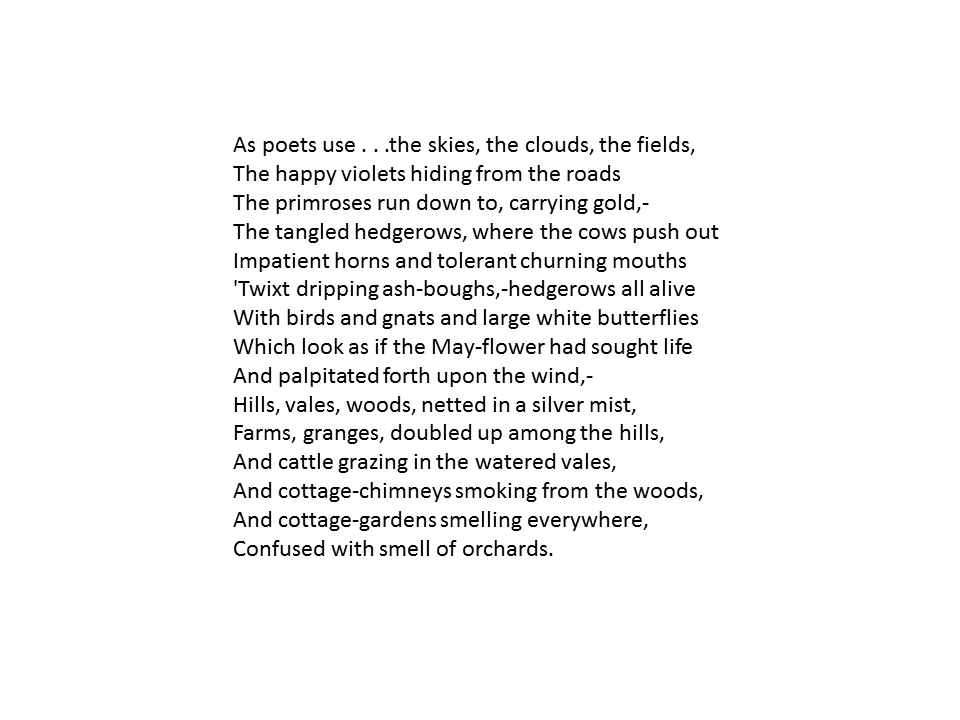 As poets use . . .the skies, the clouds, the fields,
The happy violets hiding from the roads
The primroses run down to, carrying gold,-
The tangled hedgerows, where the cows push out
Impatient horns and tolerant churning mouths
'Twixt dripping ash-boughs,-hedgerows all alive
With birds and gnats and large white butterflies
Which look as if the May-flower had sought life
And palpitated forth upon the wind,-
Hills, vales, woods, netted in a silver mist,
Farms, granges, doubled up among the hills,
And cattle grazing in the watered vales,
And cottage-chimneys smoking from the woods,
And cottage-gardens smelling everywhere,
Confused with smell of orchards.